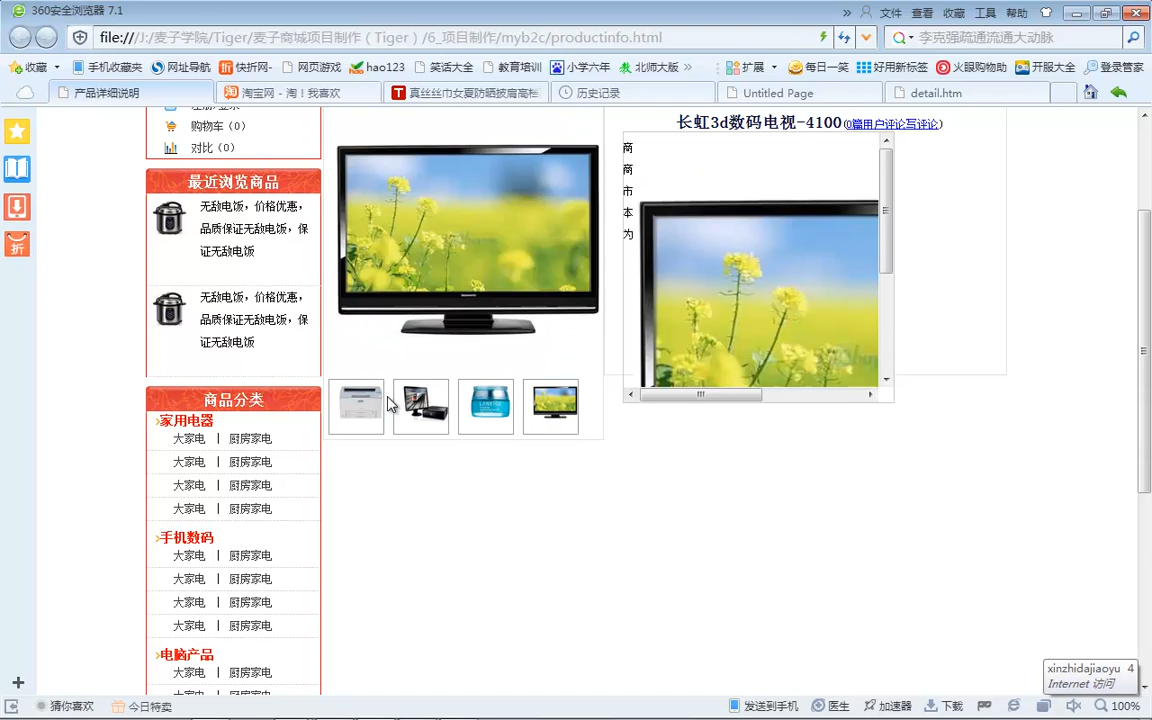 360安全浏览器 7.1
» 文件 查看 收藏 工具 帮助
file:///J:/麦子学院/Tiger/麦子商城项目制作（Tiger）/6_项目制作/myb2c/productinfo.html
李克强疏通流通大动脉
收藏 手机收藏夹 网址导航 快折网- 网页游戏 hao123 笑话大全 教育培训 小学六年 北师大版 » 扩展 每日一笑 好用新标签 火眼购物助 开服大全 登录管家
产品详细说明 淘宝网 - 淘！我喜欢 真丝丝巾女夏防晒披肩高档 历史记录 Untitled Page detail.htm
购物车（0）
对比（0）
最近浏览商品
无敌电饭，价格优惠，
品质保证无敌电饭，保
证无敌电饭
无敌电饭，价格优惠，
品质保证无敌电饭，保
证无敌电饭
商品分类
›家用电器
大家电 | 厨房家电
大家电 | 厨房家电
大家电 | 厨房家电
大家电 | 厨房家电
›手机数码
大家电 | 厨房家电
大家电 | 厨房家电
大家电 | 厨房家电
大家电 | 厨房家电
›电脑产品
大家电 | 厨房家电
长虹3d数码电视-4100(0篇用户评论写评论)
商
商
市
本
为
xinzhidajiaoyu 4
Internet 访问
猜你喜欢 今日特卖
发送到手机 医生 加速器 下载 100%